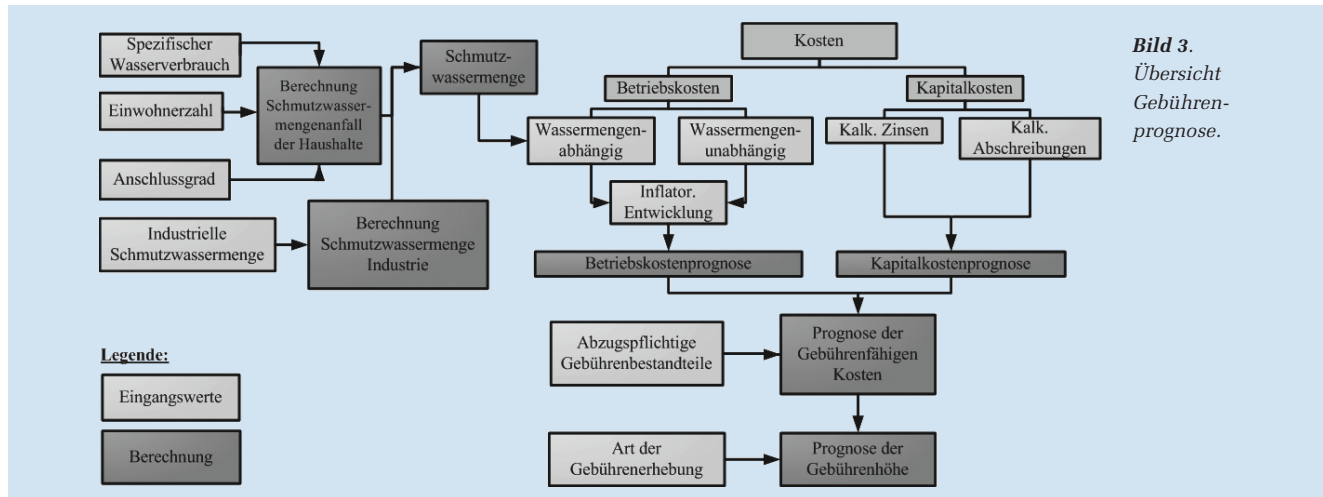 Spezifischer
Wasserverbrauch
Einwohnerzahl
Anschlussgrad
Industrielle
Schmutzwassermenge
Berechnung
Schmutzwasser-
mengenanfall
der Haushalte
Berechnung
Schmutzwassermenge
Industrie
Schmutz-
wassermenge
Kosten
Betriebskosten
Kapitalkosten
Wassermengen-
abhängig
Wassermengen-
unabhängig
Kalk. Zinsen
Kalk.
Abschreibungen
Inflator.
Entwicklung
Betriebskostenprognose
Kapitalkostenprognose
Abzugspflichtige
Gebührenbestandteile
Prognose der
Gebührenfähigen
Kosten
Art der
Gebührenerhebung
Prognose der
Gebührenhöhe
Legende:
Eingangswerte
Berechnung
Bild 3.
Übersicht
Gebühren-
prognose.